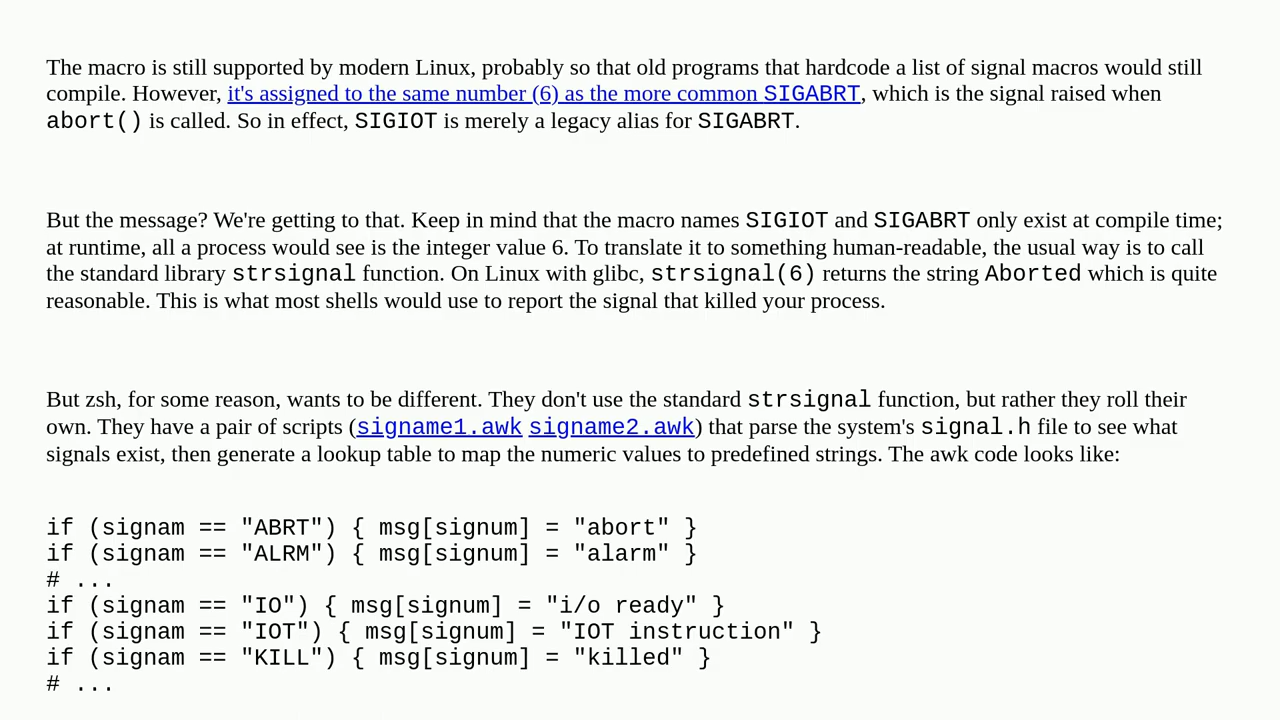 The macro is still supported by modern Linux, probably so that old programs that hardcode a list of signal macros would still
compile. However, it's assigned to the same number (6) as the more common SIGABRT, which is the signal raised when
abort() is called. So in effect, SIGIOT is merely a legacy alias for SIGABRT.
But the message? We're getting to that. Keep in mind that the macro names SIGIOT and SIGABRT only exist at compile time;
at runtime, all a process would see is the integer value 6. To translate it to something human-readable, the usual way is to call
the standard library strsignal function. On Linux with glibc, strsignal(6) returns the string Aborted which is quite
reasonable. This is what most shells would use to report the signal that killed your process.
But zsh, for some reason, wants to be different. They don't use the standard strsignal function, but rather they roll their
own. They have a pair of scripts (signame1.awk signame2.awk) that parse the system's signal.h file to see what
signals exist, then generate a lookup table to map the numeric values to predefined strings. The awk code looks like:
if (signam == "ABRT") { msg[signum] = "abort" }
if (signam == "ALRM") { msg[signum] = "alarm" }
# ...
if (signam == "IO") { msg[signum] = "i/o ready" }
if (signam == "IOT") { msg[signum] = "IOT instruction" }
if (signam == "KILL") { msg[signum] = "killed" }
# ...